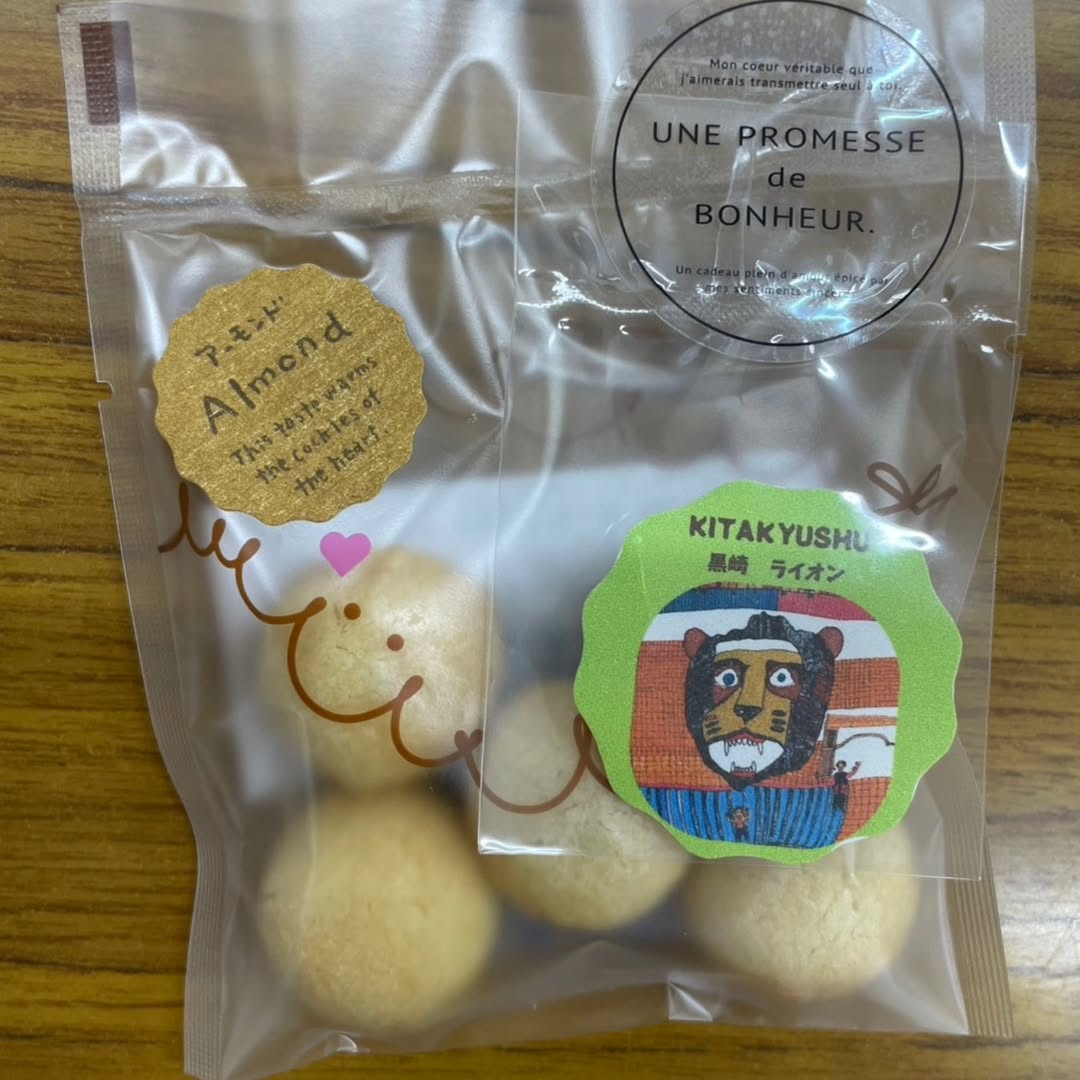 Mon coeur véritable que
j'aimerais transmettre seul à toi.
UNE PROMESSE
de
BONHEUR.
Un cadeau plein d'amour, épicé par
mes sentiments sincères
アーモンド
Almond
This taste warms
the cookies of
the heart.
KITAKYUSHU
黒崎 ライオン